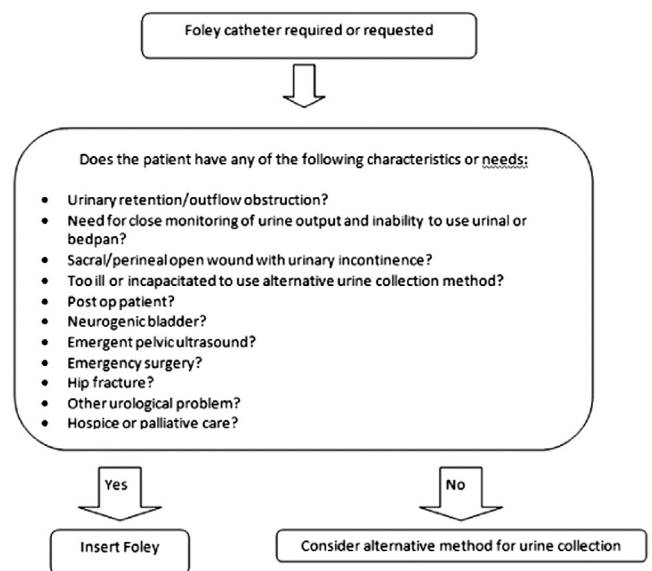 Foley catheter required or requested
Does the patient have any of the following characteristics or needs:
• Urinary retention/outflow obstruction?
• Need for close monitoring of urine output and inability to use urinal or
bedpan?
• Sacral/perineal open wound with urinary incontinence?
• Too ill or incapacitated to use alternative urine collection method?
• Post op patient?
• Neurogenic bladder?
• Emergent pelvic ultrasound?
• Emergency surgery?
• Hip fracture?
• Other urological problem?
• Hospice or palliative care?
Yes
No
Insert Foley
Consider alternative method for urine collection